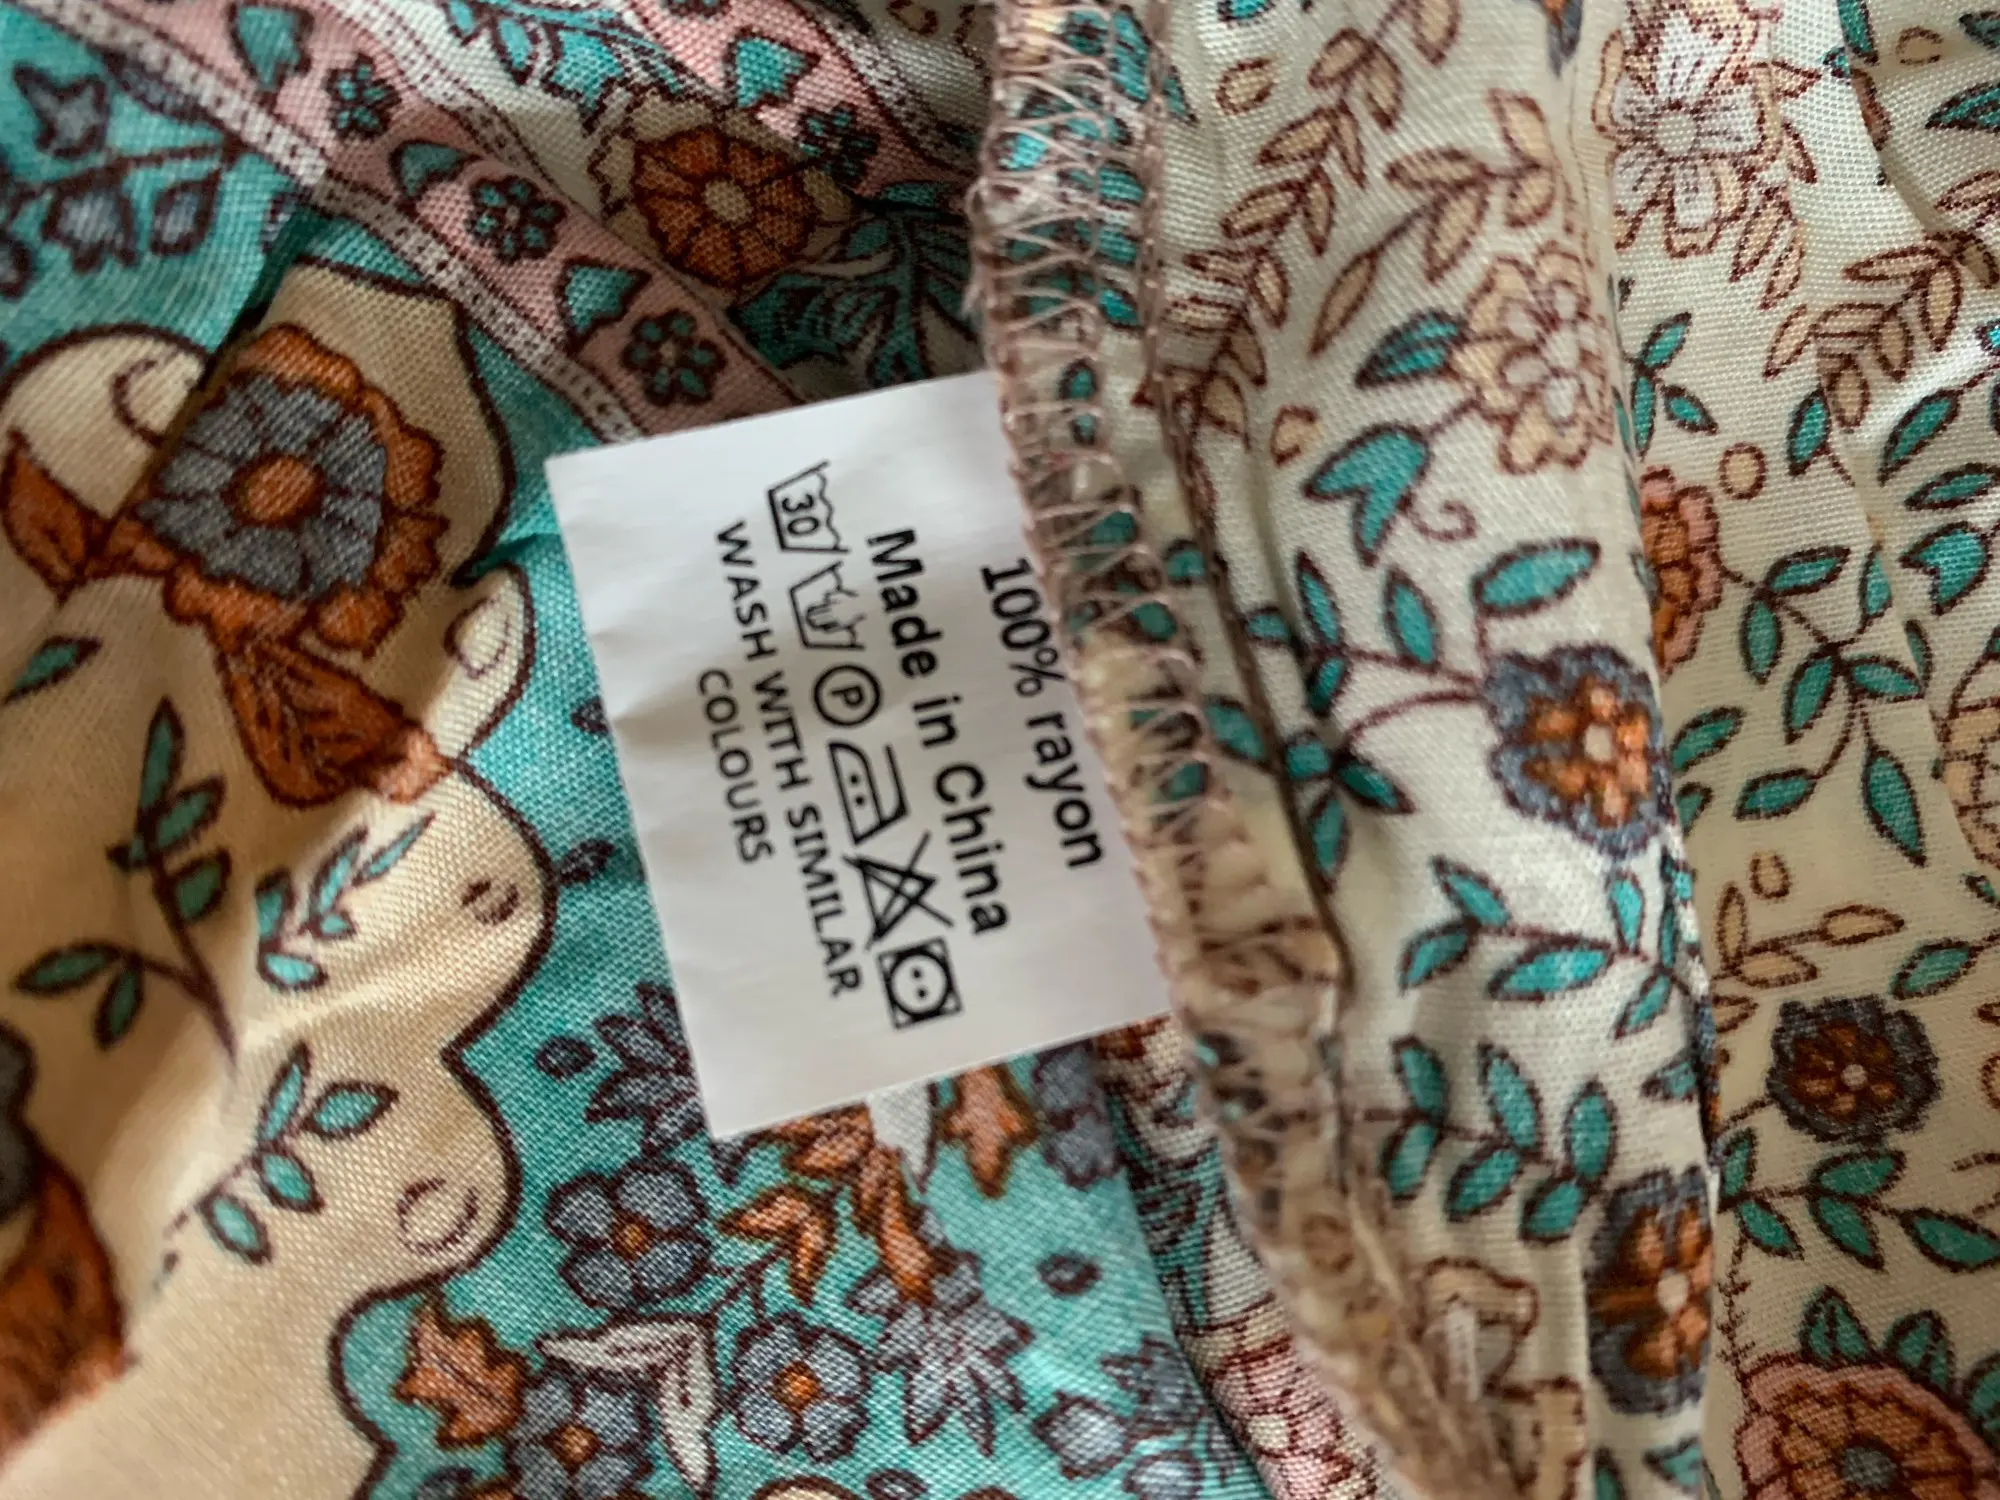 100% rayon
Made in China
30 P
WASH WITH SIMILAR
COLOURS